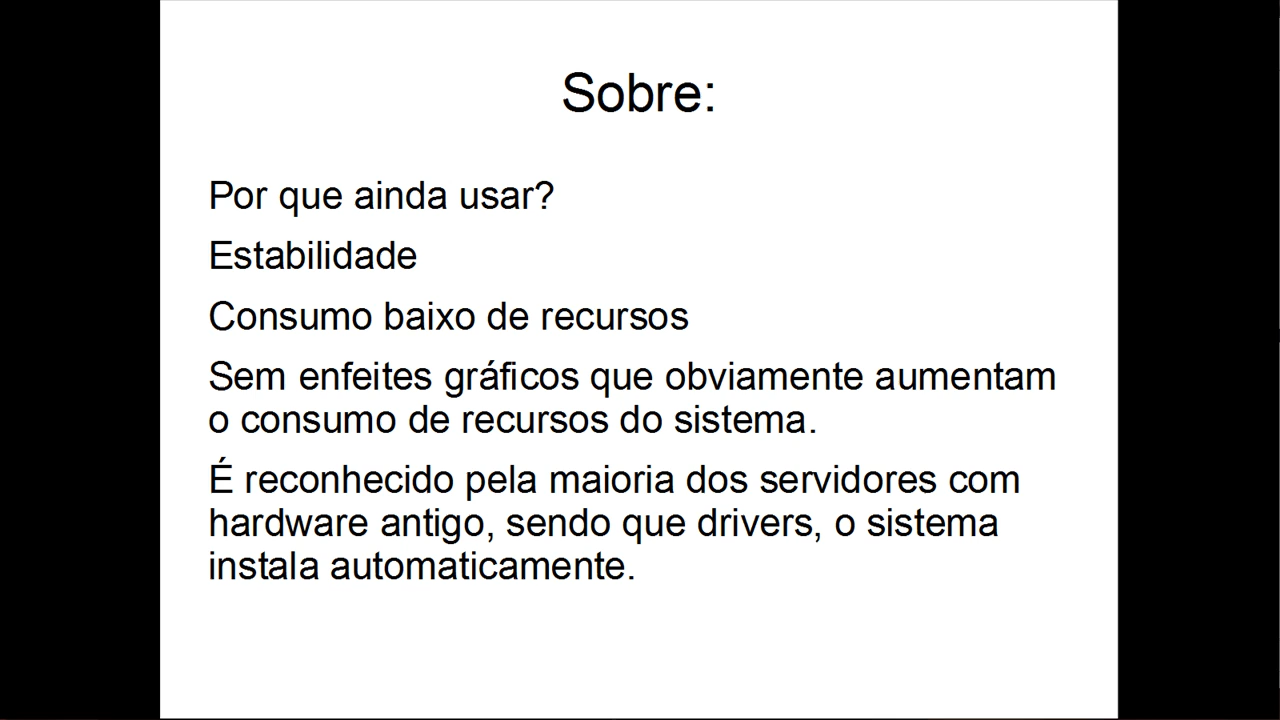 Sobre:
Por que ainda usar?
Estabilidade
Consumo baixo de recursos
Sem enfeites gráficos que obviamente aumentam
o consumo de recursos do sistema.
É reconhecido pela maioria dos servidores com
hardware antigo, sendo que drivers, o sistema
instala automaticamente.